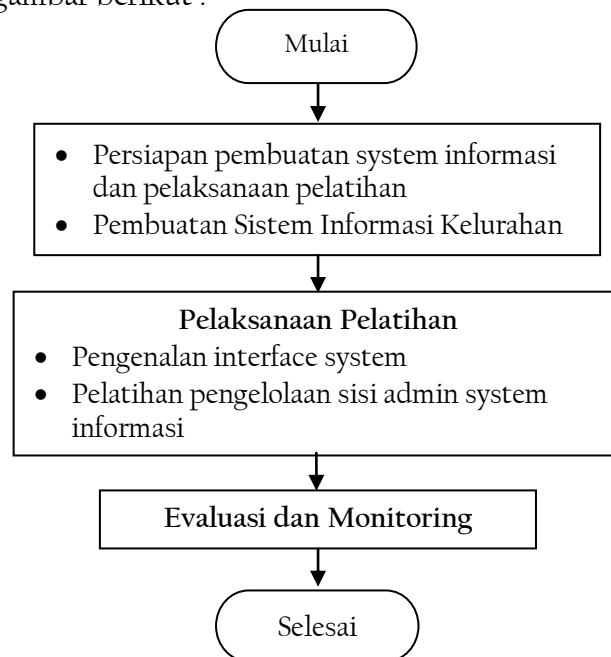 gambar berikut :
Mulai
• Persiapan pembuatan system informasi
dan pelaksanaan pelatihan
• Pembuatan Sistem Informasi Kelurahan
Pelaksanaan Pelatihan
• Pengenalan interface system
• Pelatihan pengelolaan sisi admin system
informasi
Evaluasi dan Monitoring
Selesai